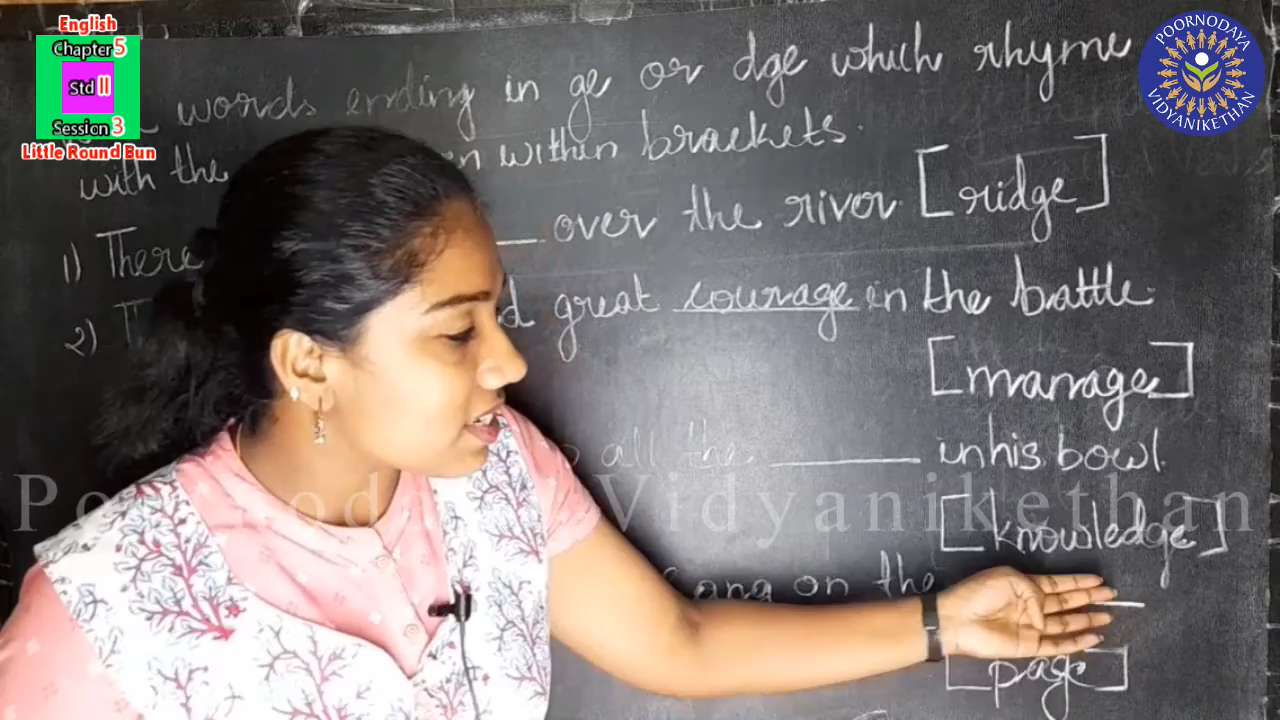 English
Chapter 5
Std II
Session 3
Little Round Bun
POORNODAYA VIDYANIKETHAN
words ending in ge or dge which rhyme
with the within brackets.
1) There over the river [ridge]
2) great courage in the battle.
[manage]
all the in his bowl.
[knowledge]
on the
[page]
Poornodaya Vidyanikethan